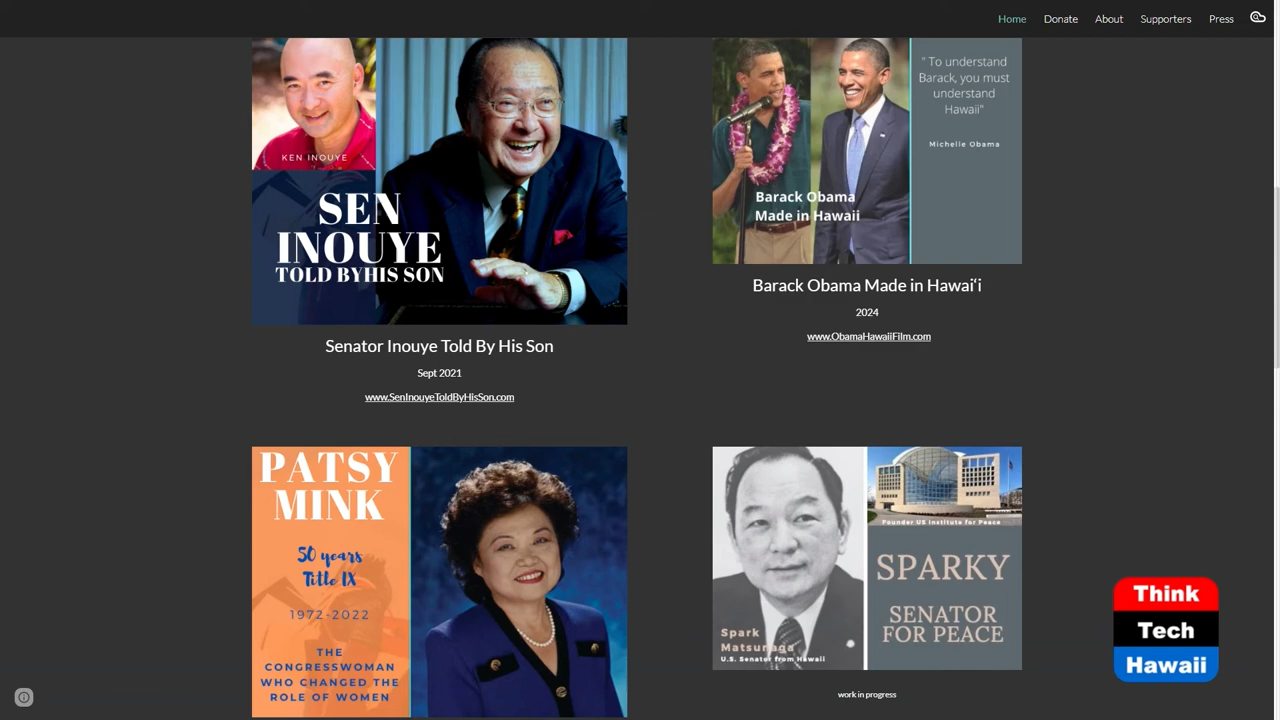 Home Donate About Supporters Press
KEN INOUYE
SEN
INOUYE
TOLD BYHIS SON
Senator Inouye Told By His Son
Sept 2021
www.SenInouyeToldByHisSon.com
" To understand
Barack, you must
understand
Hawaii"
Michelle Obama
Barack Obama
Made in Hawaii
Barack Obama Made in Hawaiʻi
2024
www.ObamaHawaiiFilm.com
PATSY
MINK
50 years
Title IX
1972-2022
THE
CONGRESSWOMAN
WHO CHANGED THE
ROLE OF WOMEN
Founder US Institute for Peace
SPARKY
SENATOR
FOR PEACE
Spark
Matsunaga
U.S. Senator from Hawaii
work in progress
Think
Tech
Hawaii